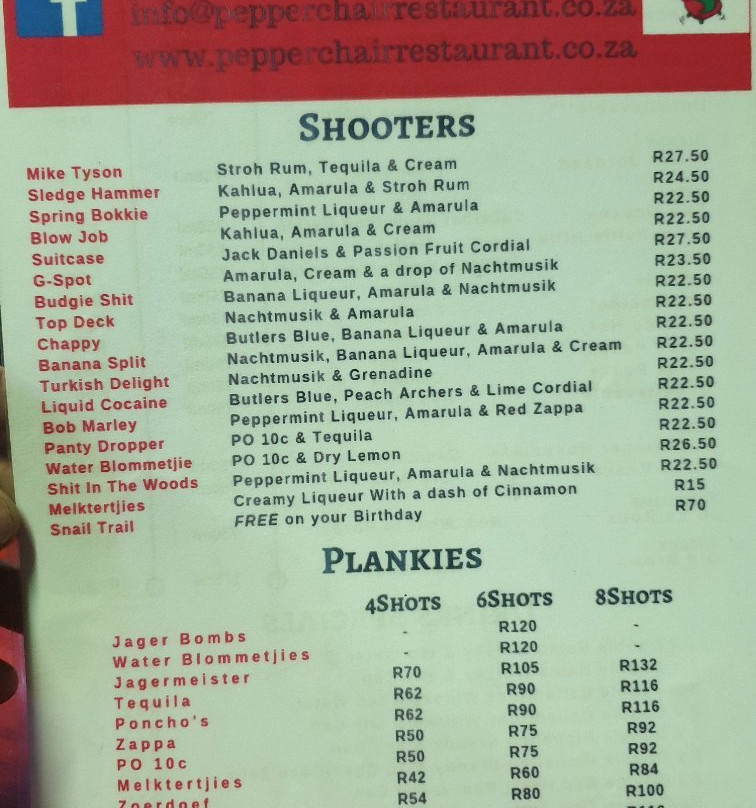 info@pepperchairrestaurant.co.za
www.pepperchairrestaurant.co.za
SHOOTERS
Mike Tyson Stroh Rum, Tequila & Cream R27.50
Sledge Hammer Kahlua, Amarula & Stroh Rum R24.50
Spring Bokkie Peppermint Liqueur & Amarula R22.50
Blow Job Kahlua, Amarula & Cream R22.50
Suitcase Jack Daniels & Passion Fruit Cordial R27.50
G-Spot Amarula, Cream & a drop of Nachtmusik R23.50
Budgie Shit Banana Liqueur, Amarula & Nachtmusik R22.50
Top Deck Nachtmusik & Amarula R22.50
Chappy Butlers Blue, Banana Liqueur & Amarula R22.50
Banana Split Nachtmusik, Banana Liqueur, Amarula & Cream R22.50
Turkish Delight Nachtmusik & Grenadine R22.50
Liquid Cocaine Butlers Blue, Peach Archers & Lime Cordial R22.50
Bob Marley Peppermint Liqueur, Amarula & Red Zappa R22.50
Panty Dropper PO 10c & Tequila R22.50
Water Blommetjie PO 10c & Dry Lemon R26.50
Shit In The Woods Peppermint Liqueur, Amarula & Nachtmusik R22.50
Melktertjies Creamy Liqueur With a dash of Cinnamon R15
Snail Trail FREE on your Birthday R70
PLANKIES
4SHOTS 6SHOTS 8SHOTS
Jager Bombs - R120 -
Water Blommetjies - R120 -
Jagermeister R70 R105 R132
Tequila R62 R90 R116
Poncho's R62 R90 R116
Zappa R50 R75 R92
PO 10c R50 R75 R92
Melktertjies R42 R60 R84
Zoerdoef R54 R80 R100